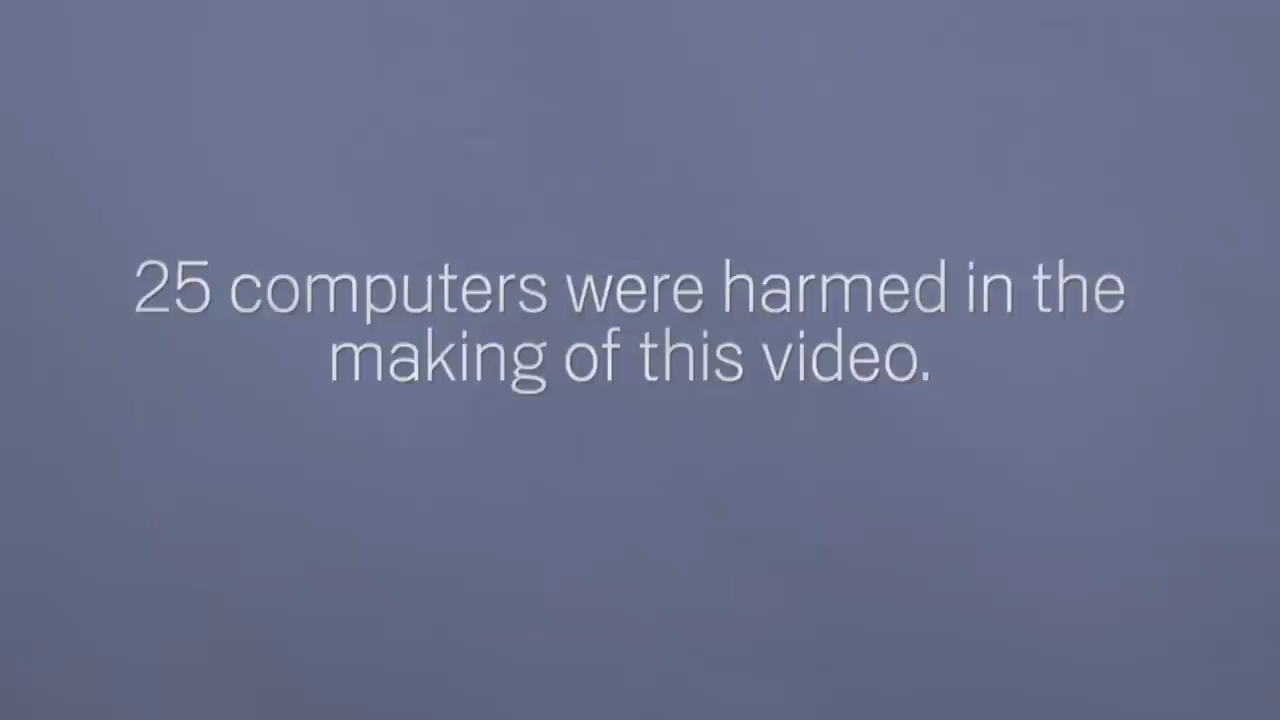 25 computers were harmed in the
making of this video.